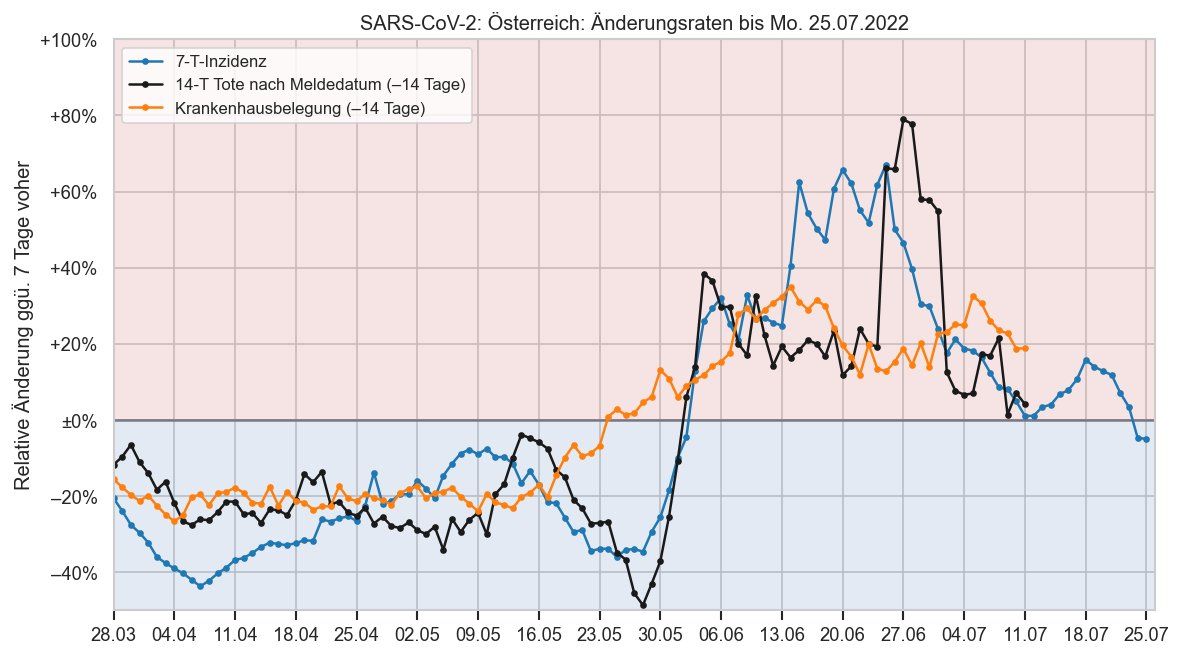 SARS-CoV-2: Österreich: Änderungsraten bis Mo. 25.07.2022
+100%
+80%
+60%
+40%
+20%
±0%
–20%
–40%
Relative Änderung ggü. 7 Tage voher
7-T-Inzidenz
14-T Tote nach Meldedatum (–14 Tage)
Krankenhausbelegung (–14 Tage)
28.03 04.04 11.04 18.04 25.04 02.05 09.05 16.05 23.05 30.05 06.06 13.06 20.06 27.06 04.07 11.07 18.07 25.07